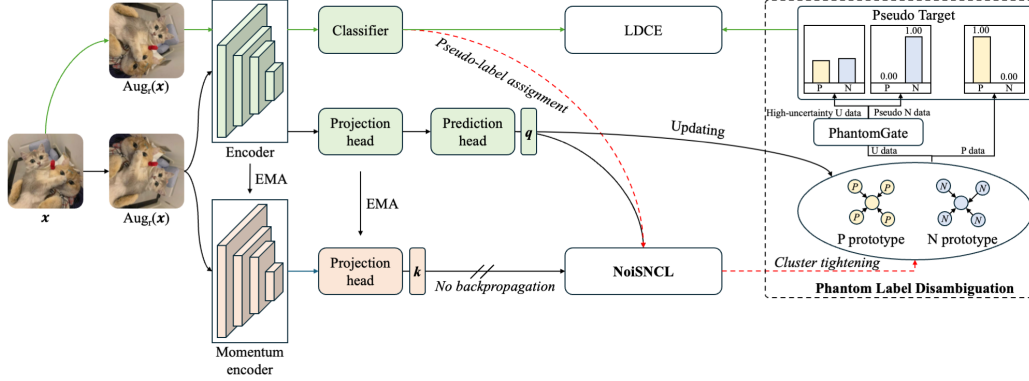 Classifier
LDCE
Pseudo Target
1.00
0.00
P
N
P
N
1.00
0.00
P
N
Aug_r(x)
Pseudo-label assignment
High-uncertainty U data
Pseudo N data
PhantomGate
U data
P data
Encoder
Projection
head
Prediction
head
q
Updating
x
Aug_r(x)
EMA
EMA
P
P
P
P
N
N
N
N
P prototype
N prototype
Projection
head
k
No backpropagation
NoiSNCL
Cluster tightening
Phantom Label Disambiguation
Momentum
encoder